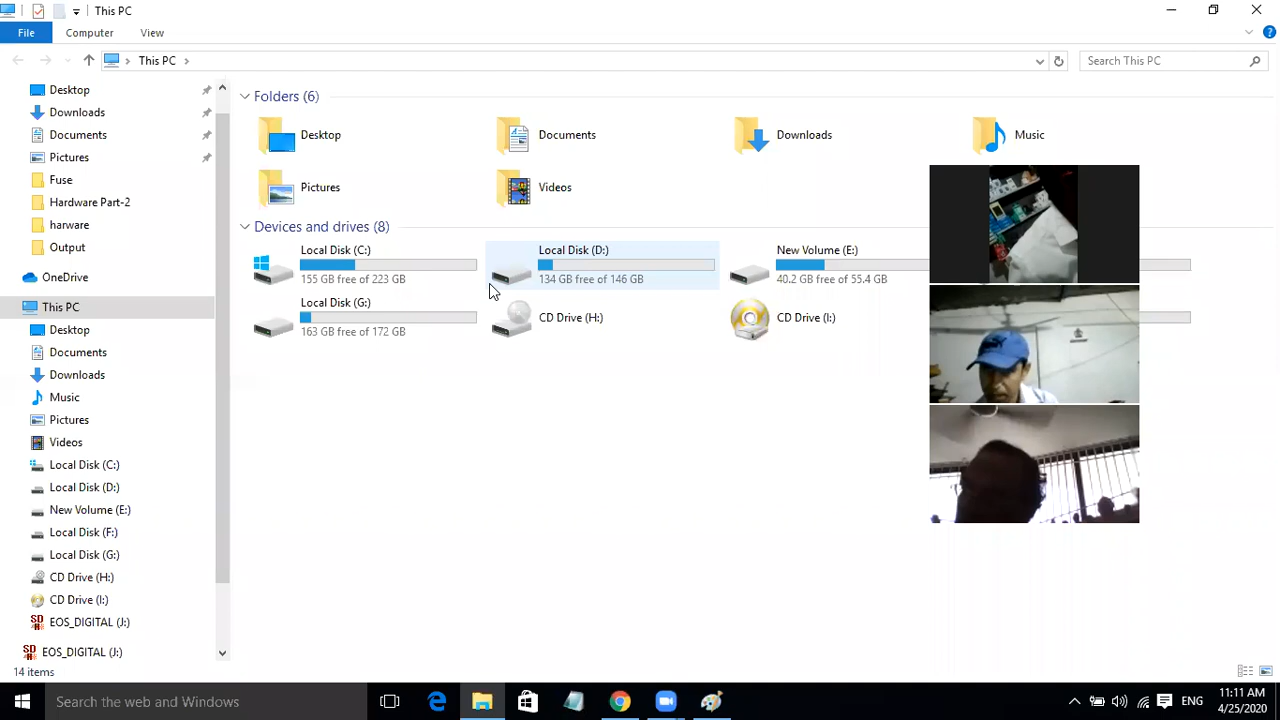 This PC
File
Computer
View
This PC
Search This PC
Desktop
Downloads
Documents
Pictures
Fuse
Hardware Part-2
harware
Output
OneDrive
This PC
Desktop
Documents
Downloads
Music
Pictures
Videos
Local Disk (C:)
Local Disk (D:)
New Volume (E:)
Local Disk (F:)
Local Disk (G:)
CD Drive (H:)
CD Drive (I:)
EOS_DIGITAL (J:)
EOS_DIGITAL (J:)
Folders (6)
Desktop
Documents
Downloads
Music
Pictures
Videos
Devices and drives (8)
Local Disk (C:)
155 GB free of 223 GB
Local Disk (D:)
134 GB free of 146 GB
New Volume (E:)
40.2 GB free of 55.4 GB
Local Disk (G:)
163 GB free of 172 GB
CD Drive (H:)
CD Drive (I:)
14 items
Search the web and Windows
ENG
11:11 AM
4/25/2020